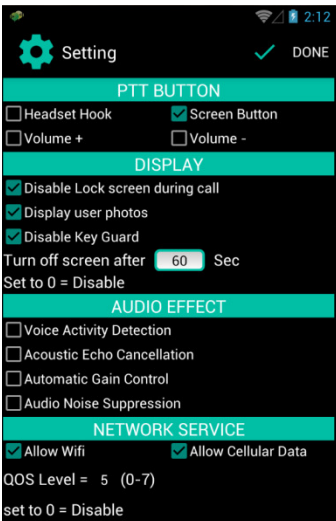 2:12
Setting DONE
PTT BUTTON
Headset Hook Screen Button
Volume + Volume -
DISPLAY
Disable Lock screen during call
Display user photos
Disable Key Guard
Turn off screen after 60 Sec
Set to 0 = Disable
AUDIO EFFECT
Voice Activity Detection
Acoustic Echo Cancellation
Automatic Gain Control
Audio Noise Suppression
NETWORK SERVICE
Allow Wifi Allow Cellular Data
QOS Level = 5 (0-7)
set to 0 = Disable